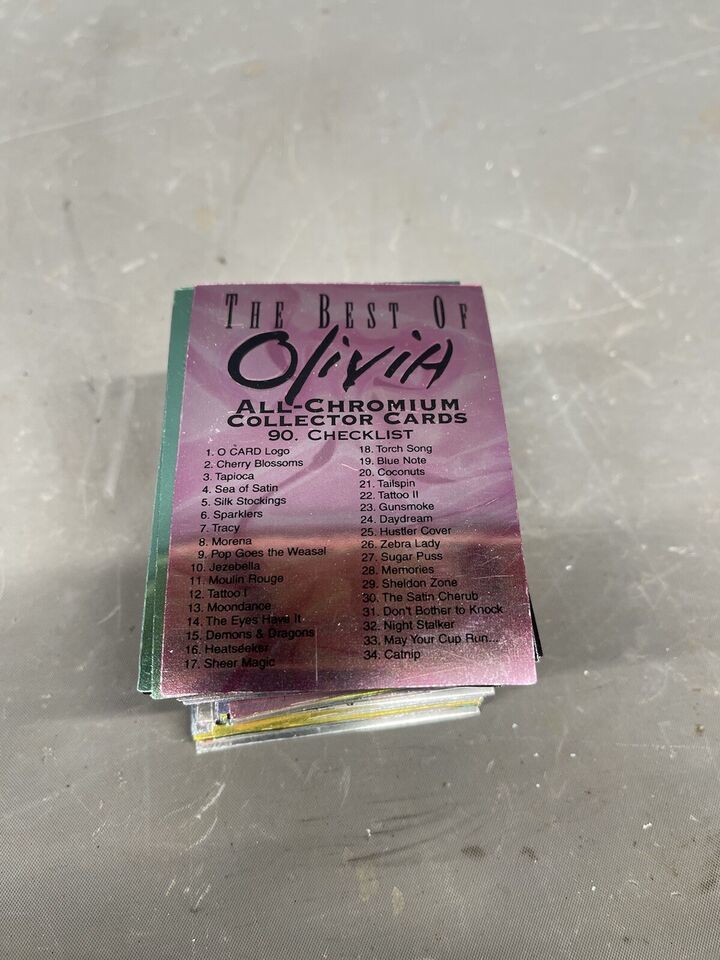 THE BEST OF
Olivia
ALL-CHROMIUM
COLLECTOR CARDS
90. CHECKLIST
1. O CARD Logo
2. Cherry Blossoms
3. Tapioca
4. Sea of Satin
5. Silk Stockings
6. Sparklers
7. Tracy
8. Morena
9. Pop Goes the Weasal
10. Jezebella
11. Moulin Rouge
12. Tattoo I
13. Moondance
14. The Eyes Have It
15. Demons & Dragons
16. Heatseeker
17. Sheer Magic
18. Torch Song
19. Blue Note
20. Coconuts
21. Tailspin
22. Tattoo II
23. Gunsmoke
24. Daydream
25. Hustler Cover
26. Zebra Lady
27. Sugar Puss
28. Memories
29. Sheldon Zone
30. The Satin Cherub
31. Don't Bother to Knock
32. Night Stalker
33. May Your Cup Run...
34. Catnip